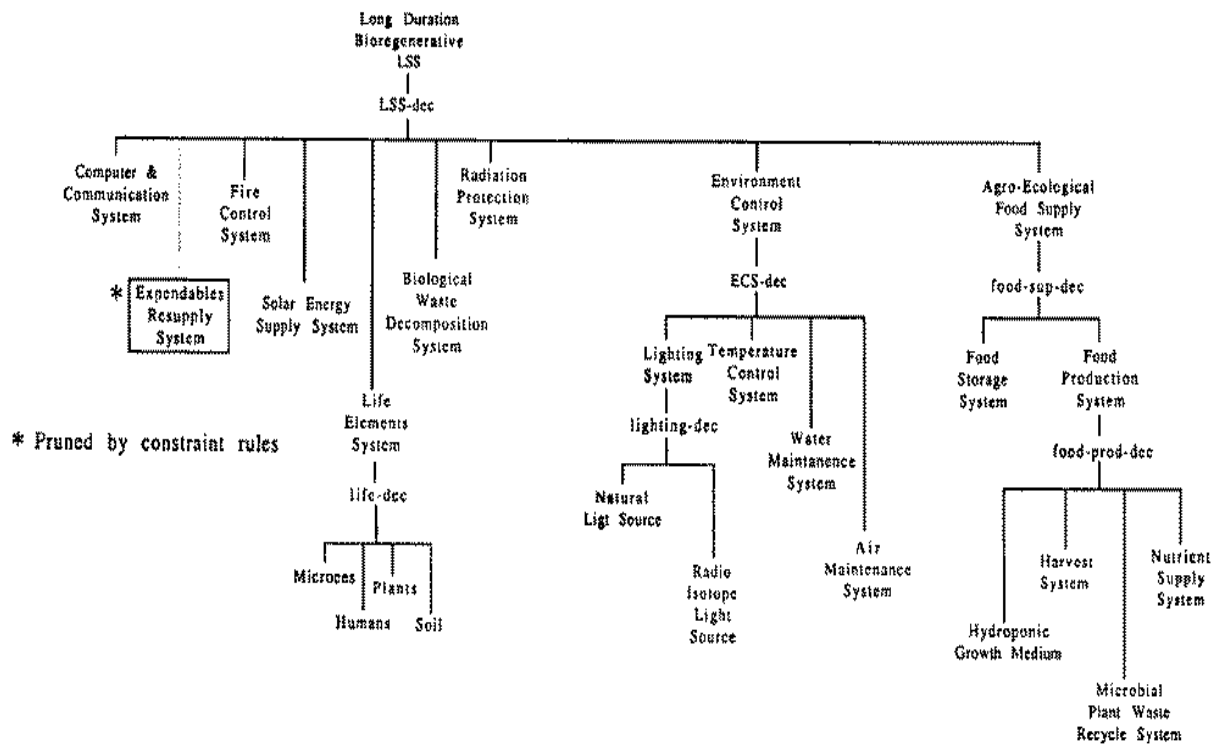 Long Duration
Bioregenerative
LSS
LSS-dec
Computer &
Communication
System
Fire
Control
System
Radiation
Protection
System
Environment
Control
System
Agro-Ecological
Food Supply
System
* Expendables
Resupply
System
Solar Energy
Supply System
Biological
Waste
Decomposition
System
ECS-dec
food-sup-dec
Lighting
System
Temperature
Control
System
Food
Storage
System
Food
Production
System
Life
Elements
System
* Pruned by constraint rules
lighting-dec
Water
Maintanence
System
food-prod-dec
life-dec
Natural
Ligt Source
Air
Maintenance
System
Radio
Isotope
Light
Source
Harvest
System
Nutrient
Supply
System
Microbes
Plants
Humans
Soil
Hydroponic
Growth Medium
Microbial
Plant Waste
Recycle System